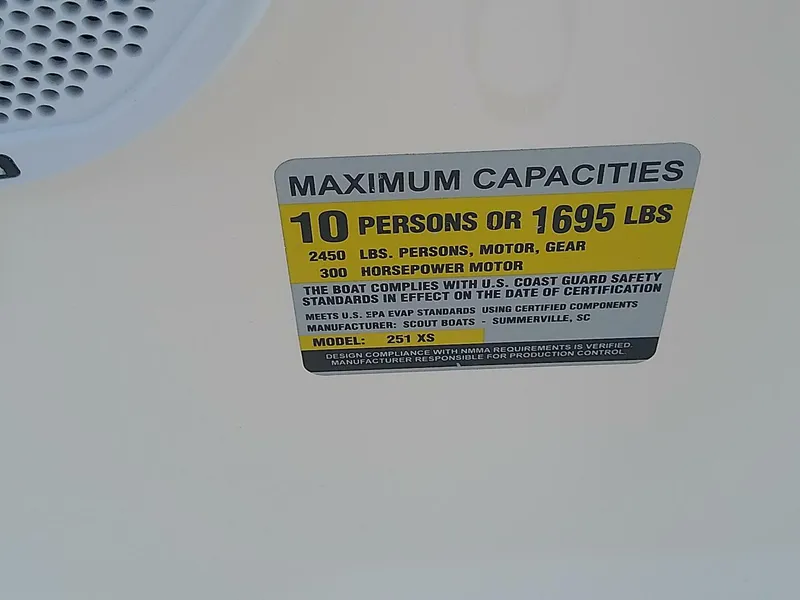 MAXIMUM CAPACITIES
10 PERSONS OR 1695 LBS
2450 LBS. PERSONS, MOTOR, GEAR
300 HORSEPOWER MOTOR
THE BOAT COMPLIES WITH U.S. COAST GUARD SAFETY
STANDARDS IN EFFECT ON THE DATE OF CERTIFICATION
MEETS U.S. EPA EVAP STANDARDS USING CERTIFIED COMPONENTS
MANUFACTURER: SCOUT BOATS - SUMMERVILLE, SC
MODEL: 251 XS
DESIGN COMPLIANCE WITH NMMA REQUIREMENTS IS VERIFIED.
MANUFACTURER RESPONSIBLE FOR PRODUCTION CONTROL.